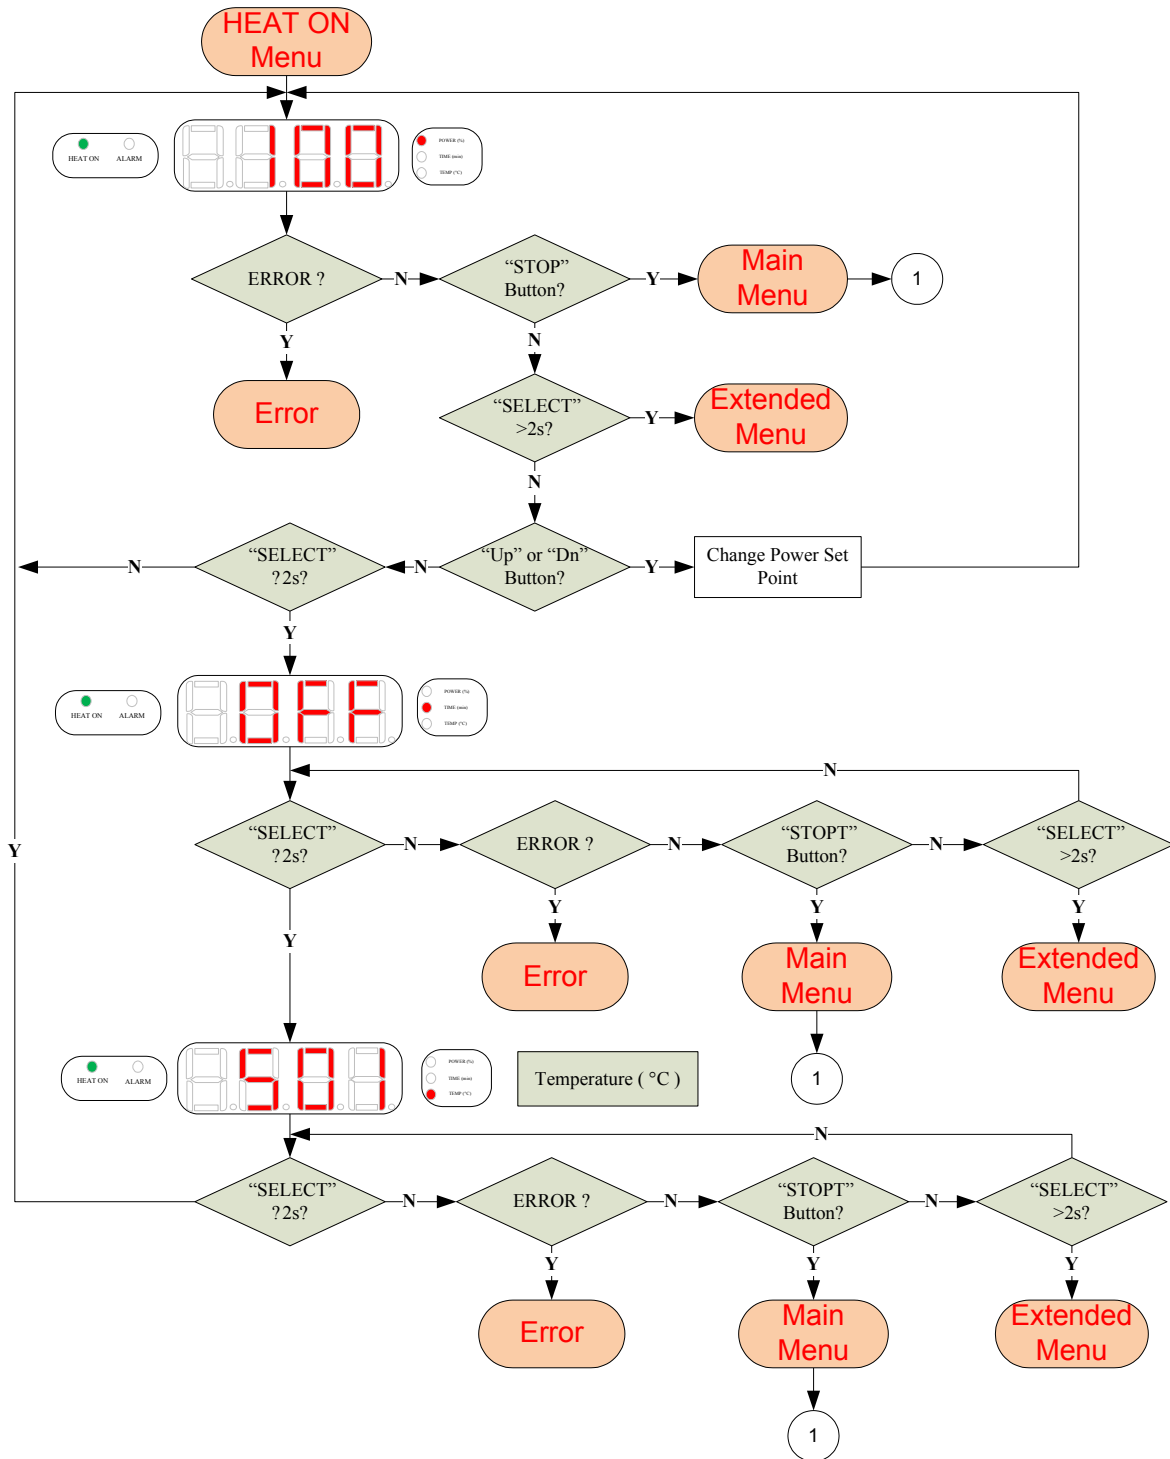 HEAT ON
Menu
HEAT ON ALARM
100
POWER (%)
TIME (min)
TEMP (°C)
ERROR ?
N
“STOP”
Button?
Y
Main
Menu
1
Y
N
Error
“SELECT”
>2s?
Y
Extended
Menu
N
“SELECT”
?2s?
N
N
“Up” or “Dn”
Button?
Y
Change Power Set
Point
Y
HEAT ON ALARM
OFF
POWER (%)
TIME (min)
TEMP (°C)
N
“SELECT”
?2s?
N
ERROR ?
N
“STOPT”
Button?
N
“SELECT”
>2s?
Y
Y
Y
Y
Y
Error
Main
Menu
Extended
Menu
HEAT ON ALARM
501
POWER (%)
TIME (min)
TEMP (°C)
Temperature ( °C )
1
N
“SELECT”
?2s?
N
ERROR ?
N
“STOPT”
Button?
N
“SELECT”
>2s?
Y
Y
Y
Error
Main
Menu
Extended
Menu
1